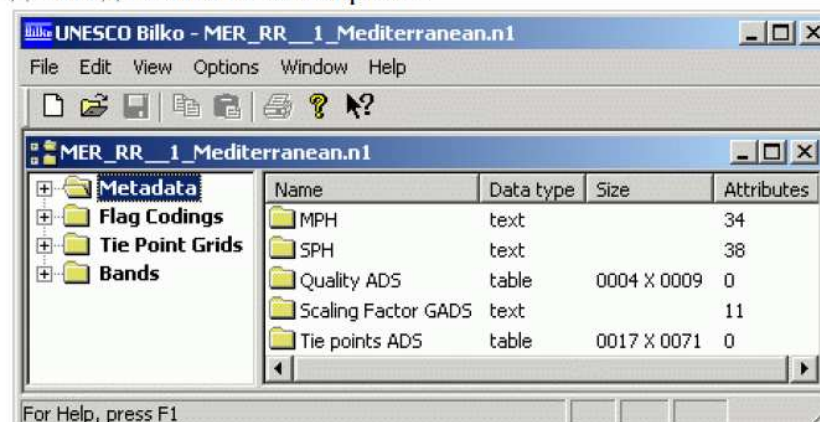 UNESCO Bilko - MER_RR__1_Mediterranean.n1
File Edit View Options Window Help
MER_RR__1_Mediterranean.n1
Metadata
Flag Codings
Tie Point Grids
Bands
Name Data type Size Attributes
MPH text 34
SPH text 38
Quality ADS table 0004 X 0009 0
Scaling Factor GADS text 11
Tie points ADS table 0017 X 0071 0
For Help, press F1